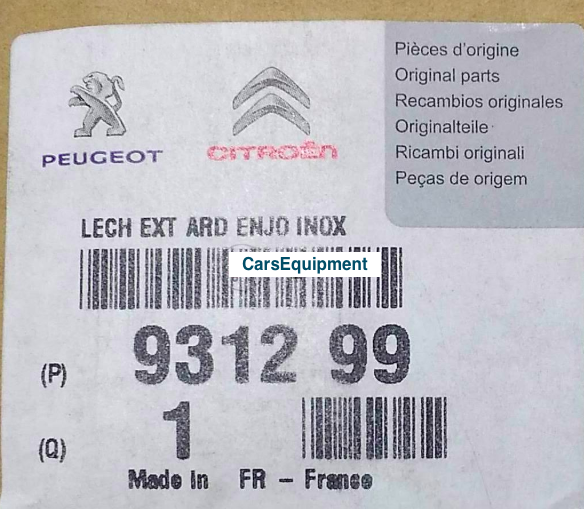 PEUGEOT
CITROËN
Pièces d'origine
Original parts
Recambios originales
Originalteile
Ricambi originali
Peças de origem
LECH EXT ARD ENJO INOX
CarsEquipment
(P) 9312 99
(Q) 1
Made In FR - France